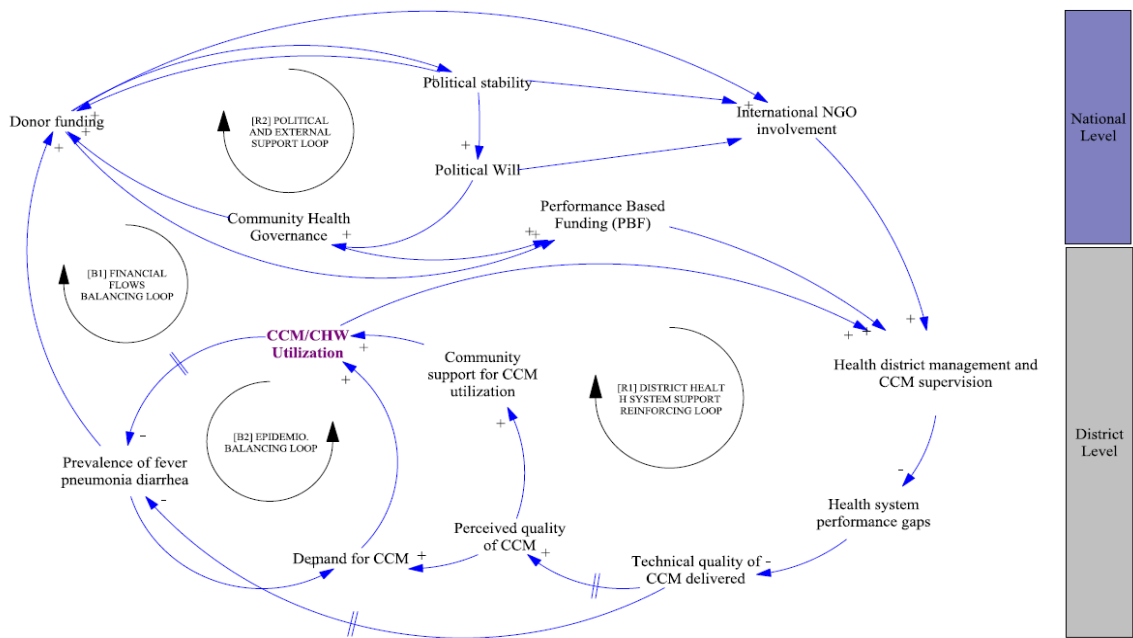 Political stability
Donor funding
International NGO
involvement
National
Level
[R2] POLITICAL
AND EXTERNAL
SUPPORT LOOP
Political Will
Community Health
Governance
Performance Based
Funding (PBF)
[B1] FINANCIAL
FLOWS
BALANCING LOOP
CCM/CHW
Utilization
Community
support for CCM
utilization
[R1] DISTRICT HEALT
H SYSTEM SUPPORT
REINFORCING LOOP
Health district management and
CCM supervision
District
Level
[B2] EPIDEMIO.
BALANCING LOOP
Prevalence of fever
pneumonia diarrhea
Health system
performance gaps
Demand for CCM
Perceived quality
of CCM
Technical quality of
CCM delivered